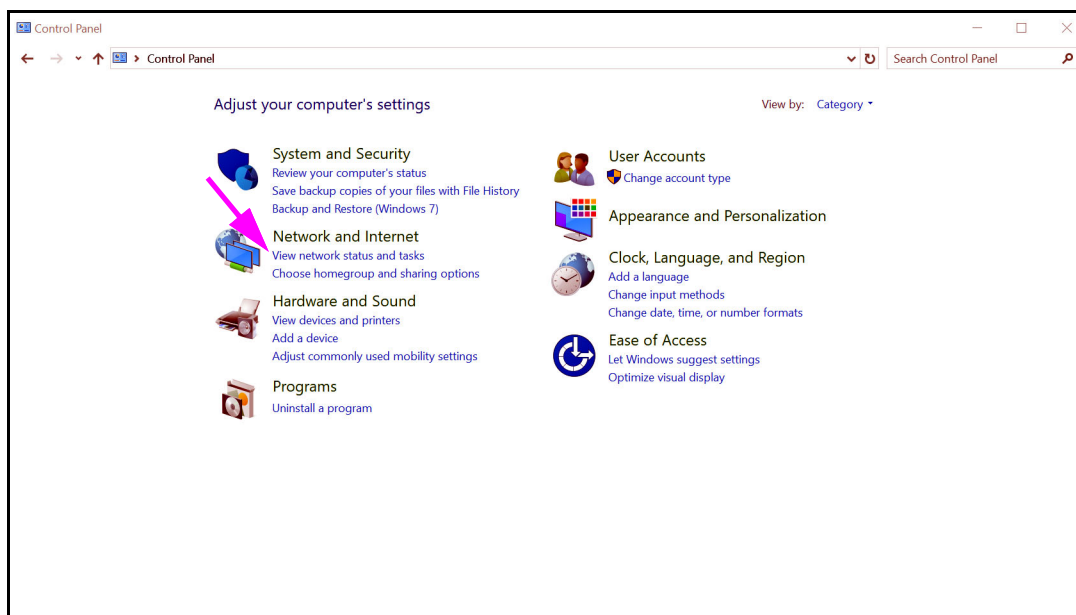 Control Panel
Control Panel
Search Control Panel
Adjust your computer's settings
View by: Category
System and Security
Review your computer's status
Save backup copies of your files with File History
Backup and Restore (Windows 7)
Network and Internet
View network status and tasks
Choose homegroup and sharing options
Hardware and Sound
View devices and printers
Add a device
Adjust commonly used mobility settings
Programs
Uninstall a program
User Accounts
Change account type
Appearance and Personalization
Clock, Language, and Region
Add a language
Change input methods
Change date, time, or number formats
Ease of Access
Let Windows suggest settings
Optimize visual display